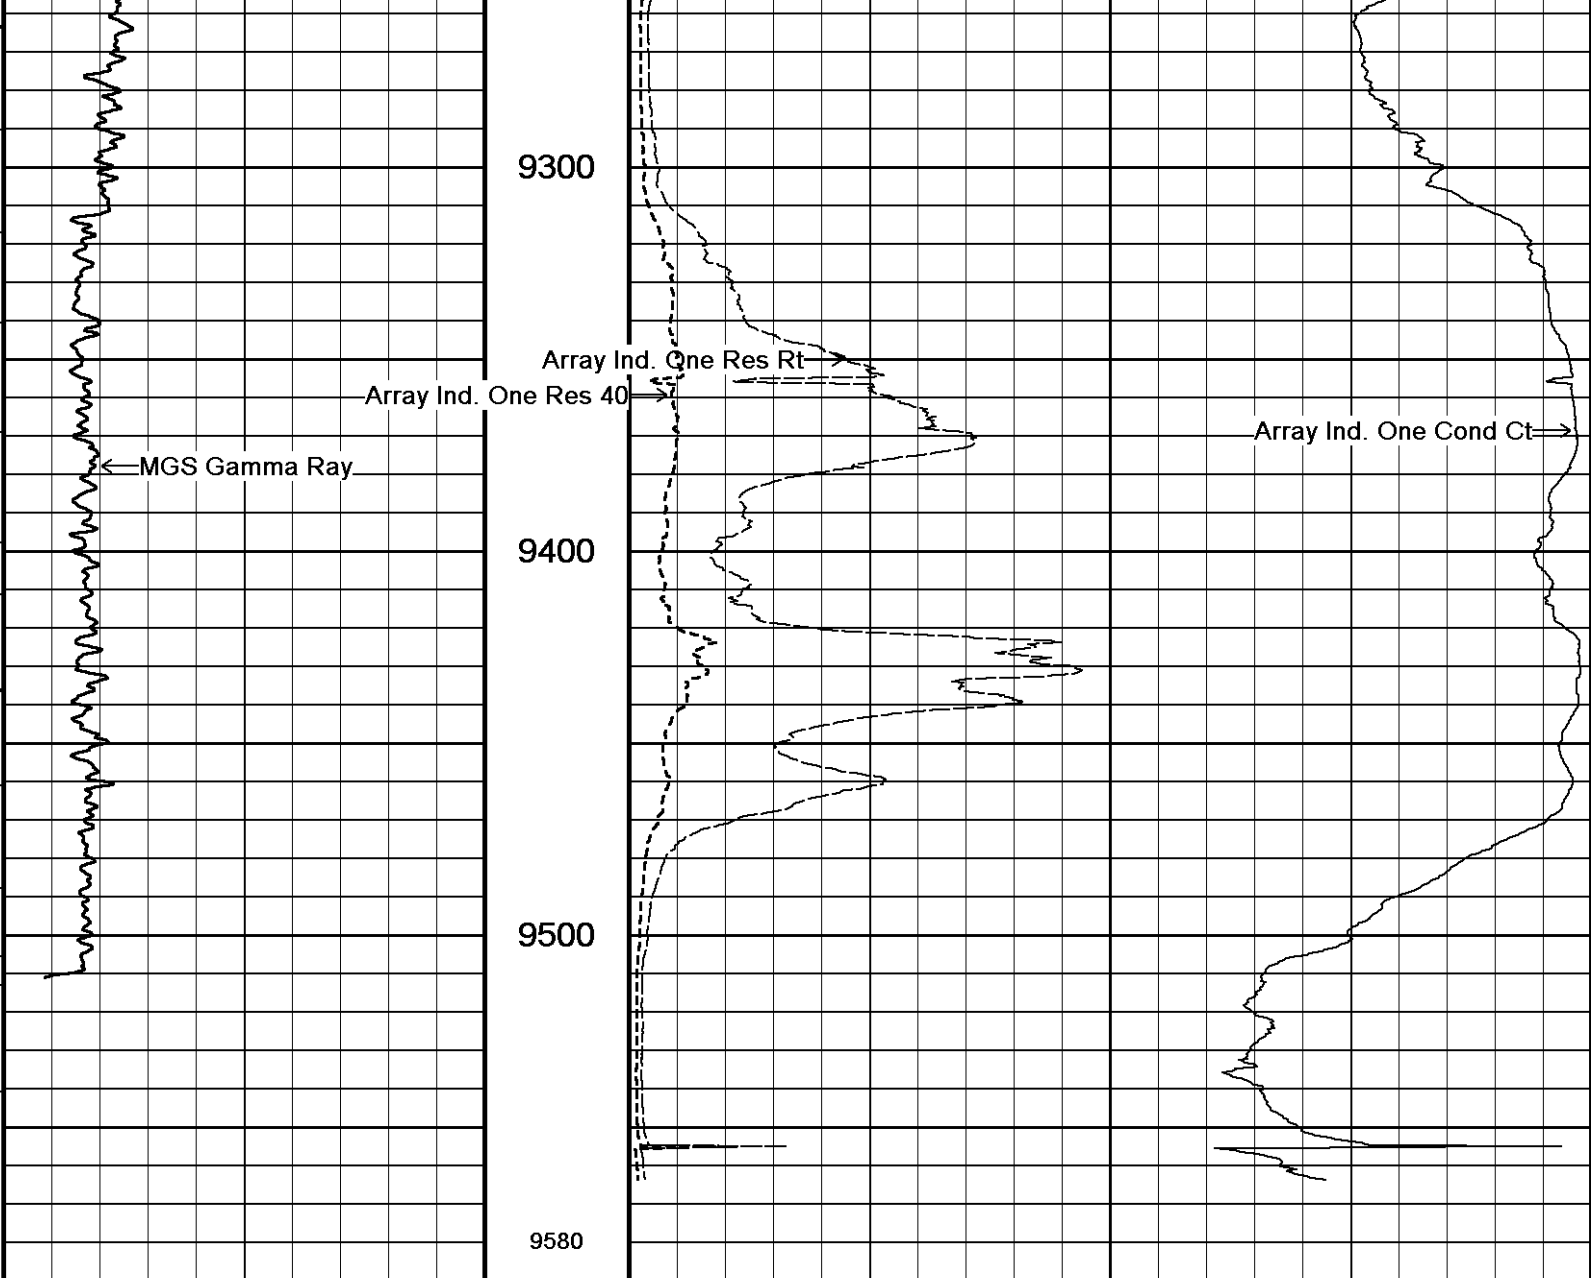 9300
Array Ind. One Res Rt
Array Ind. One Res 40
Array Ind. One Cond Ct
MGS Gamma Ray
9400
9500
9580